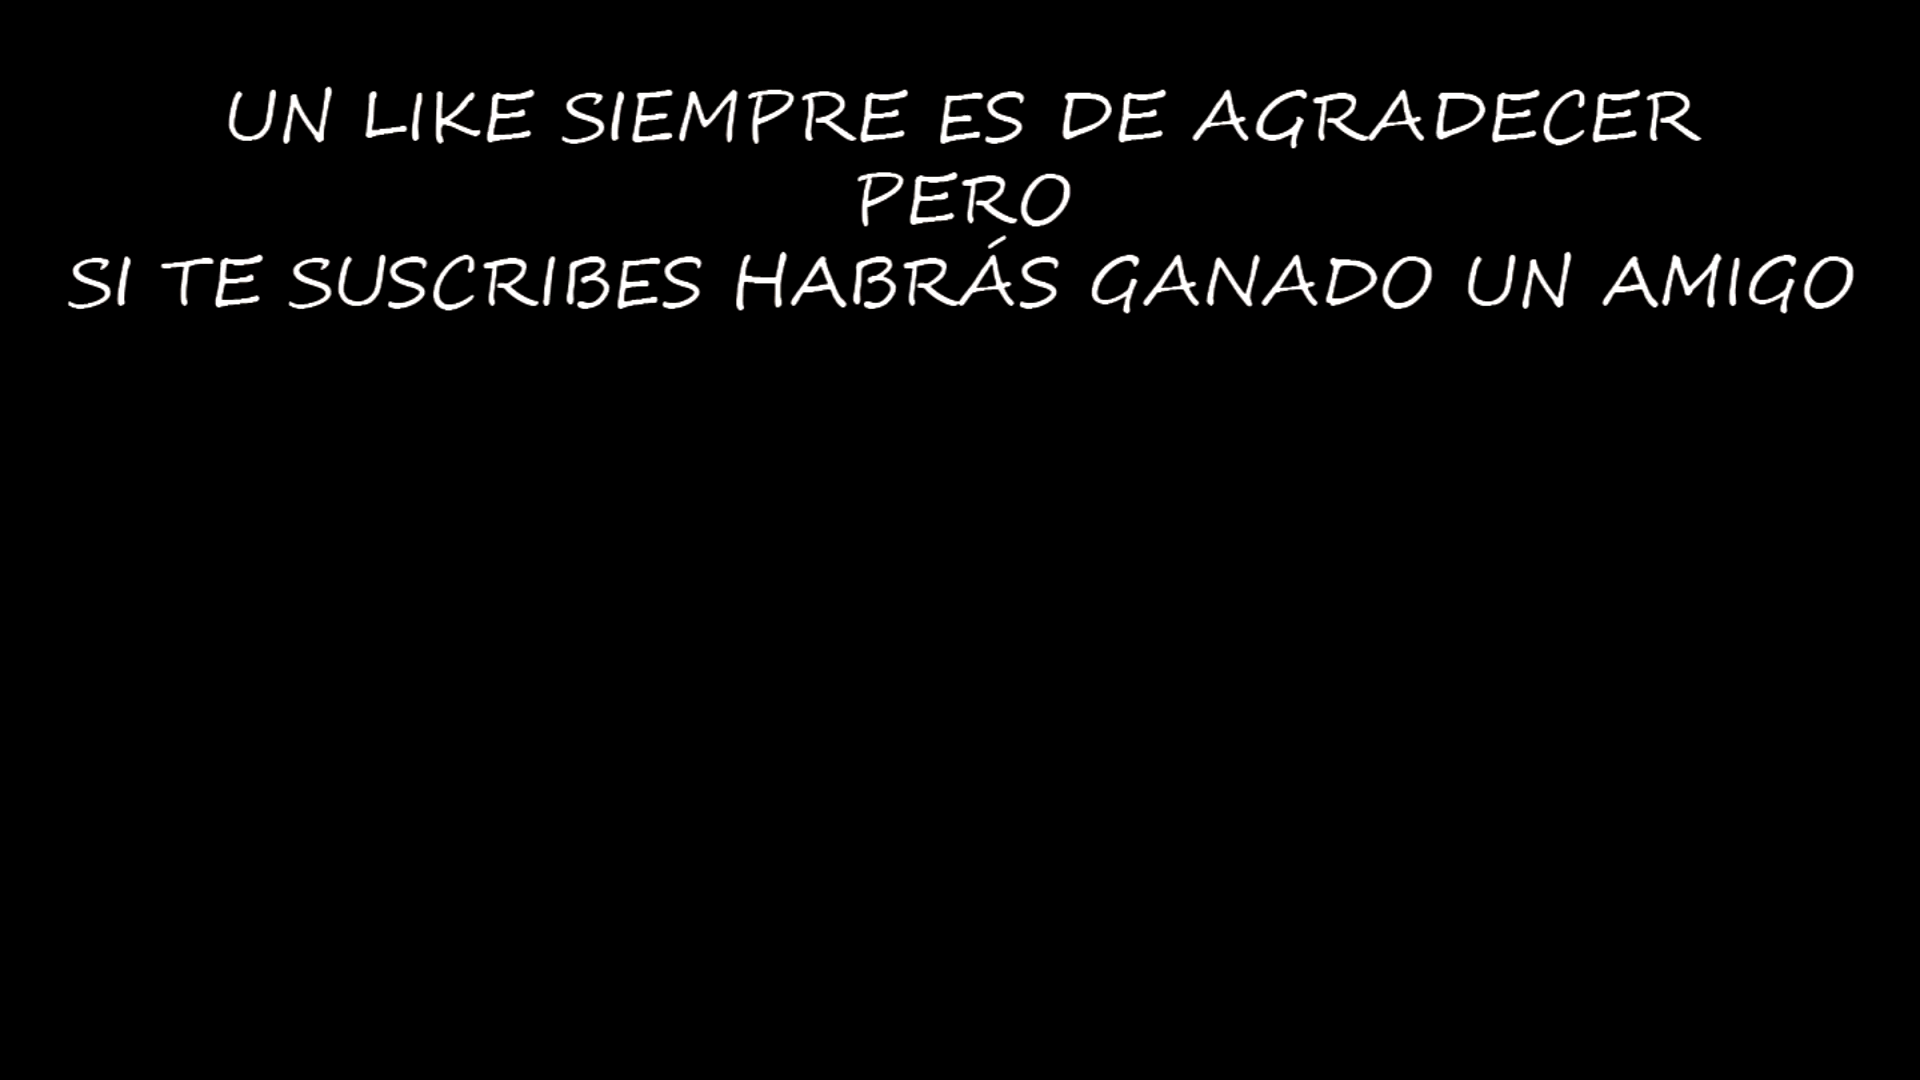 UN LIKE SIEMPRE ES DE AGRADECER
PERO
SI TE SUSCRIBES HABRÁS GANADO UN AMIGO